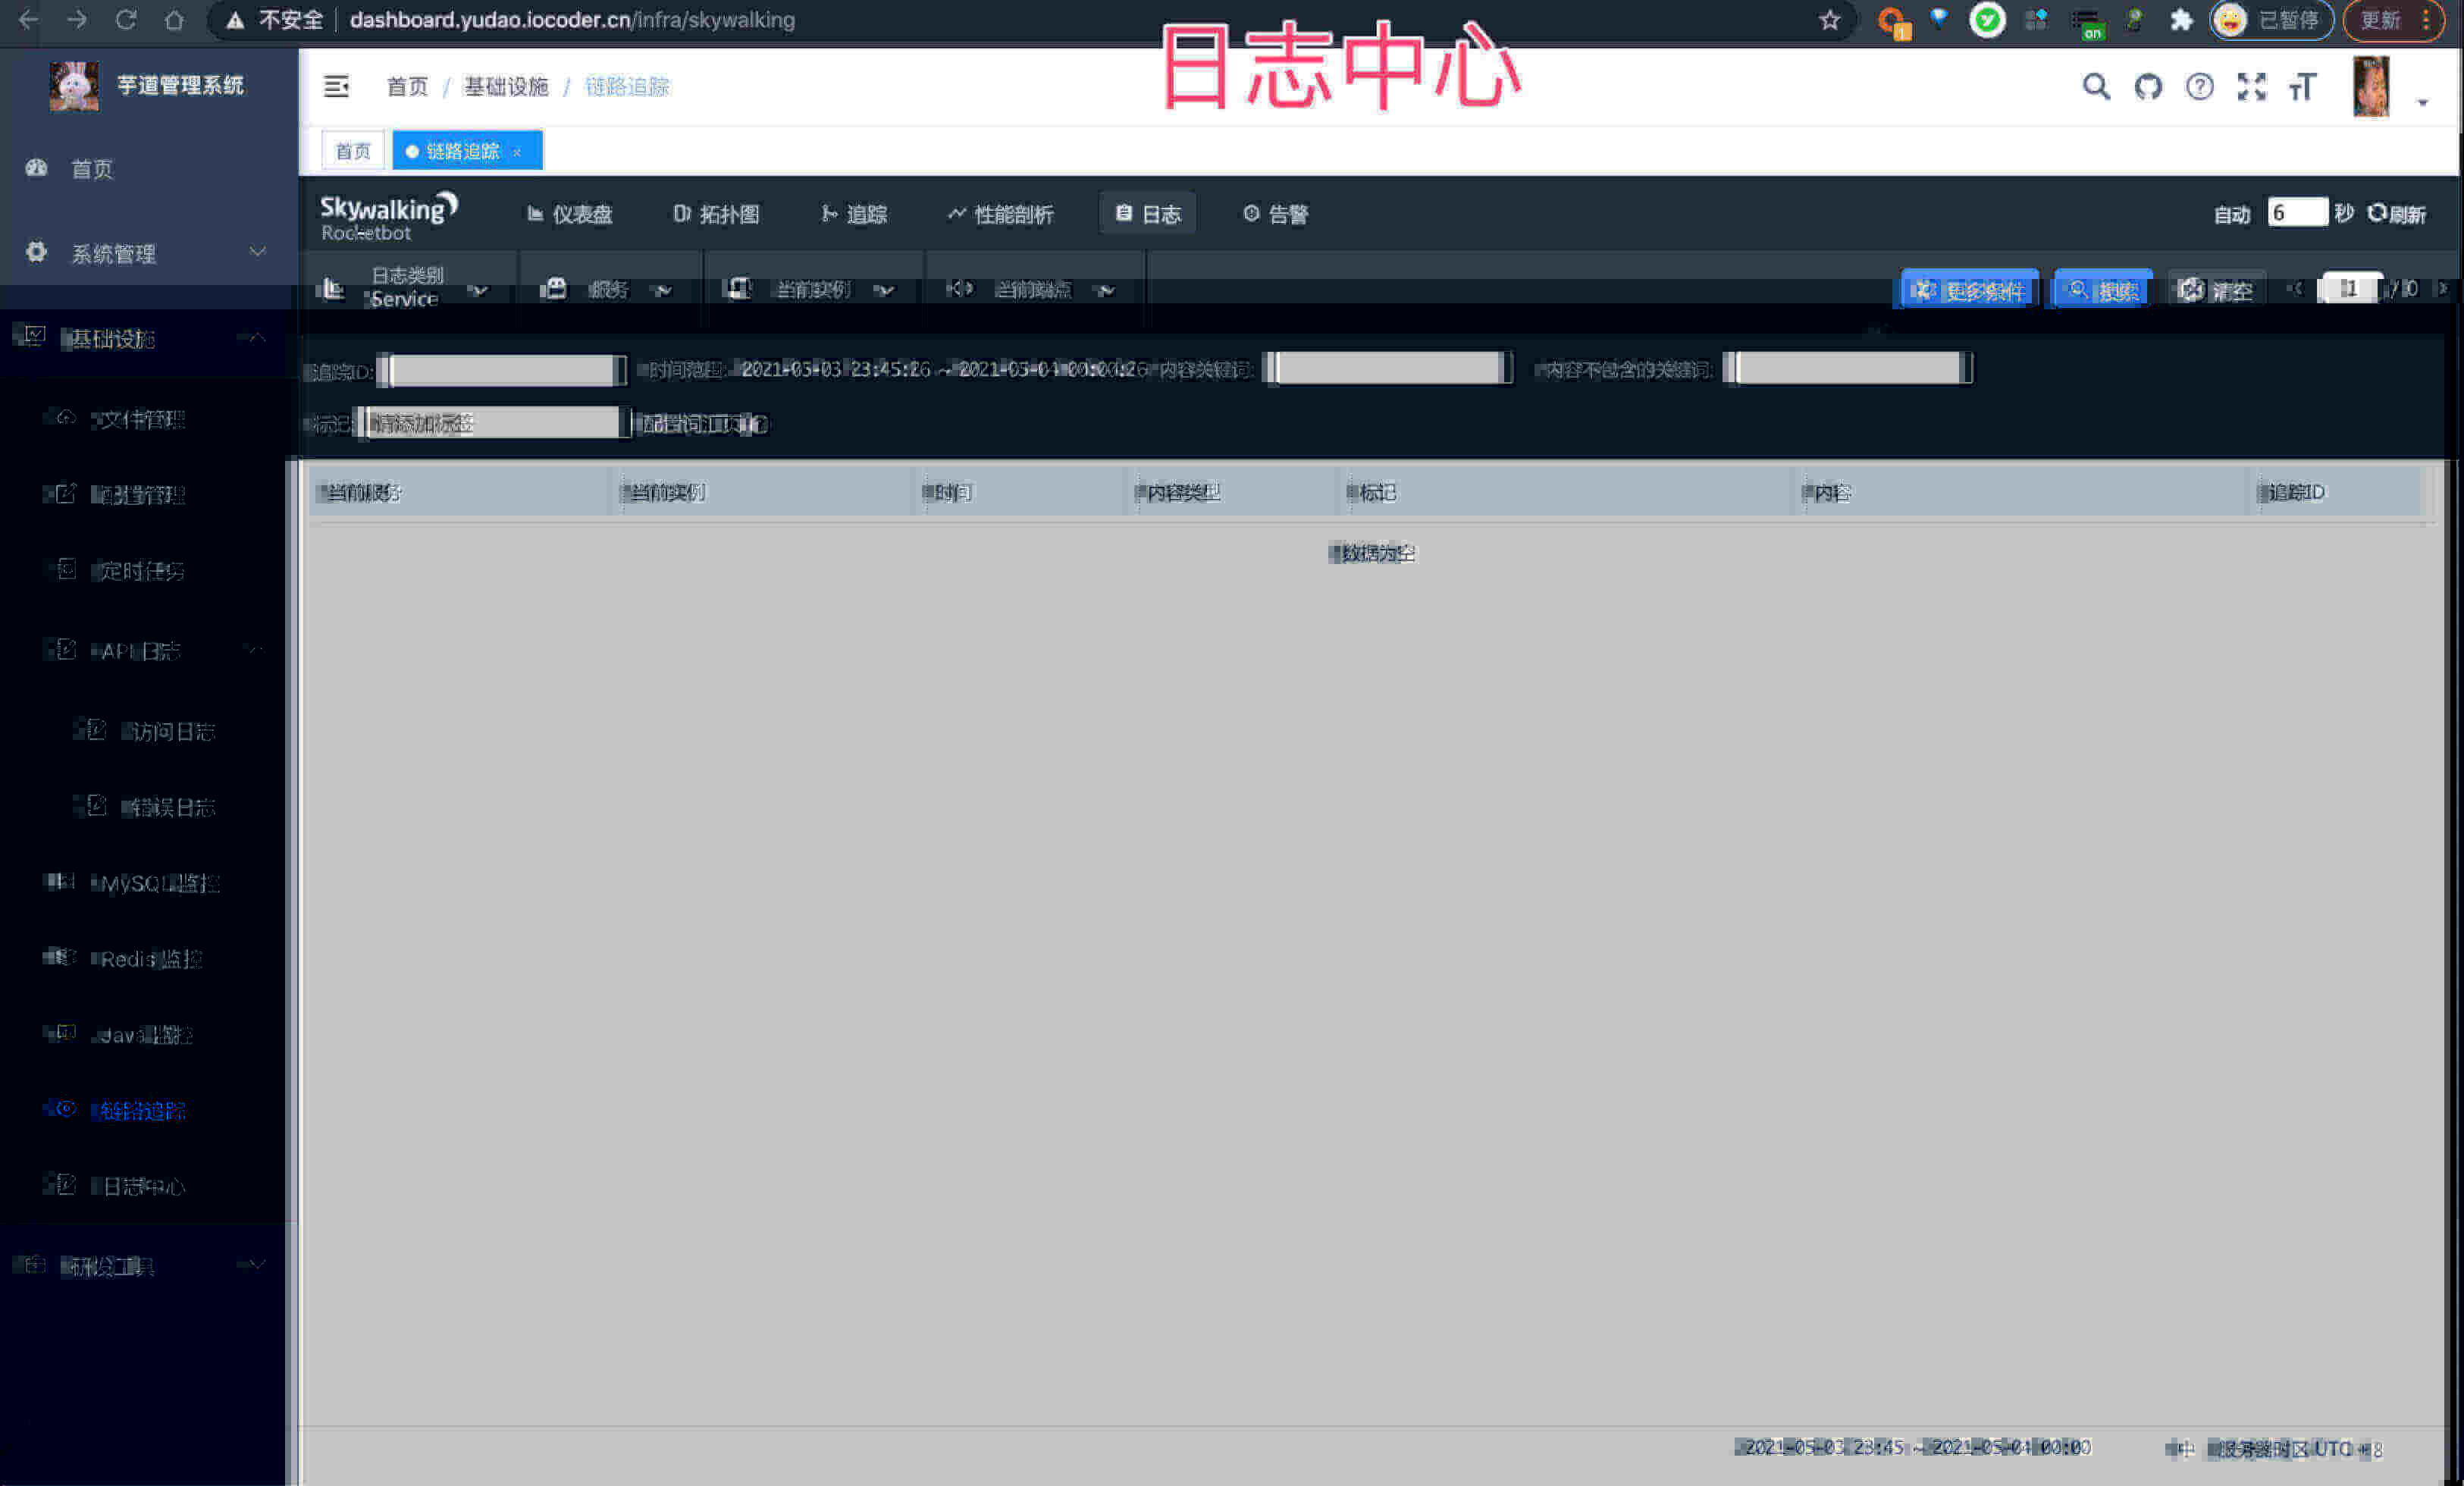 不安全 dashboard.yudao.iocoder.cn/infra/skywalking 已暂停 更新
日志中心
芋道管理系统
首页 / 基础设施 / 链路追踪
首页 链路追踪 ×
首页
系统管理
基础设施
文件管理
配置管理
定时任务
API 日志
访问日志
错误日志
MySQL 监控
Redis 监控
Java 监控
链路追踪
日志中心
研发工具
Skywalking
Rocketbot
仪表盘 拓扑图 追踪 性能剖析 日志 告警 自动 6 秒 刷新
日志类别
Service
服务 当前实例 当前端点 更多条件 搜索 清空 1 / 0
追踪ID: 时间范围: 2021-05-03 23:45:26 ~ 2021-05-04 00:00:26 内容关键词: 内容不包含的关键词:
标记: 请添加标签
当前服务 当前实例 时间 内容类型 标记 内容 追踪ID
数据为空
2021-05-03 23:45 ~ 2021-05-04 00:00 中 服务器时区 UTC +8